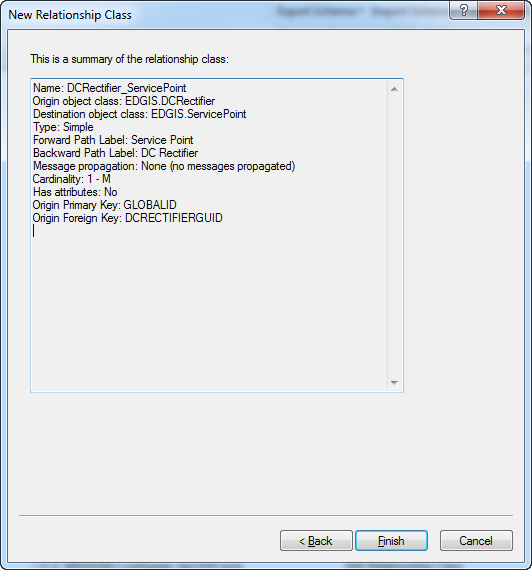 New Relationship Class
This is a summary of the relationship class:
Name: DCRectifier_ServicePoint
Origin object class: EDGIS.DCRectifier
Destination object class: EDGIS.ServicePoint
Type: Simple
Forward Path Label: Service Point
Backward Path Label: DC Rectifier
Message propagation: None (no messages propagated)
Cardinality: 1 - M
Has attributes: No
Origin Primary Key: GLOBALID
Origin Foreign Key: DCRECTIFIERGUID
< Back Finish Cancel